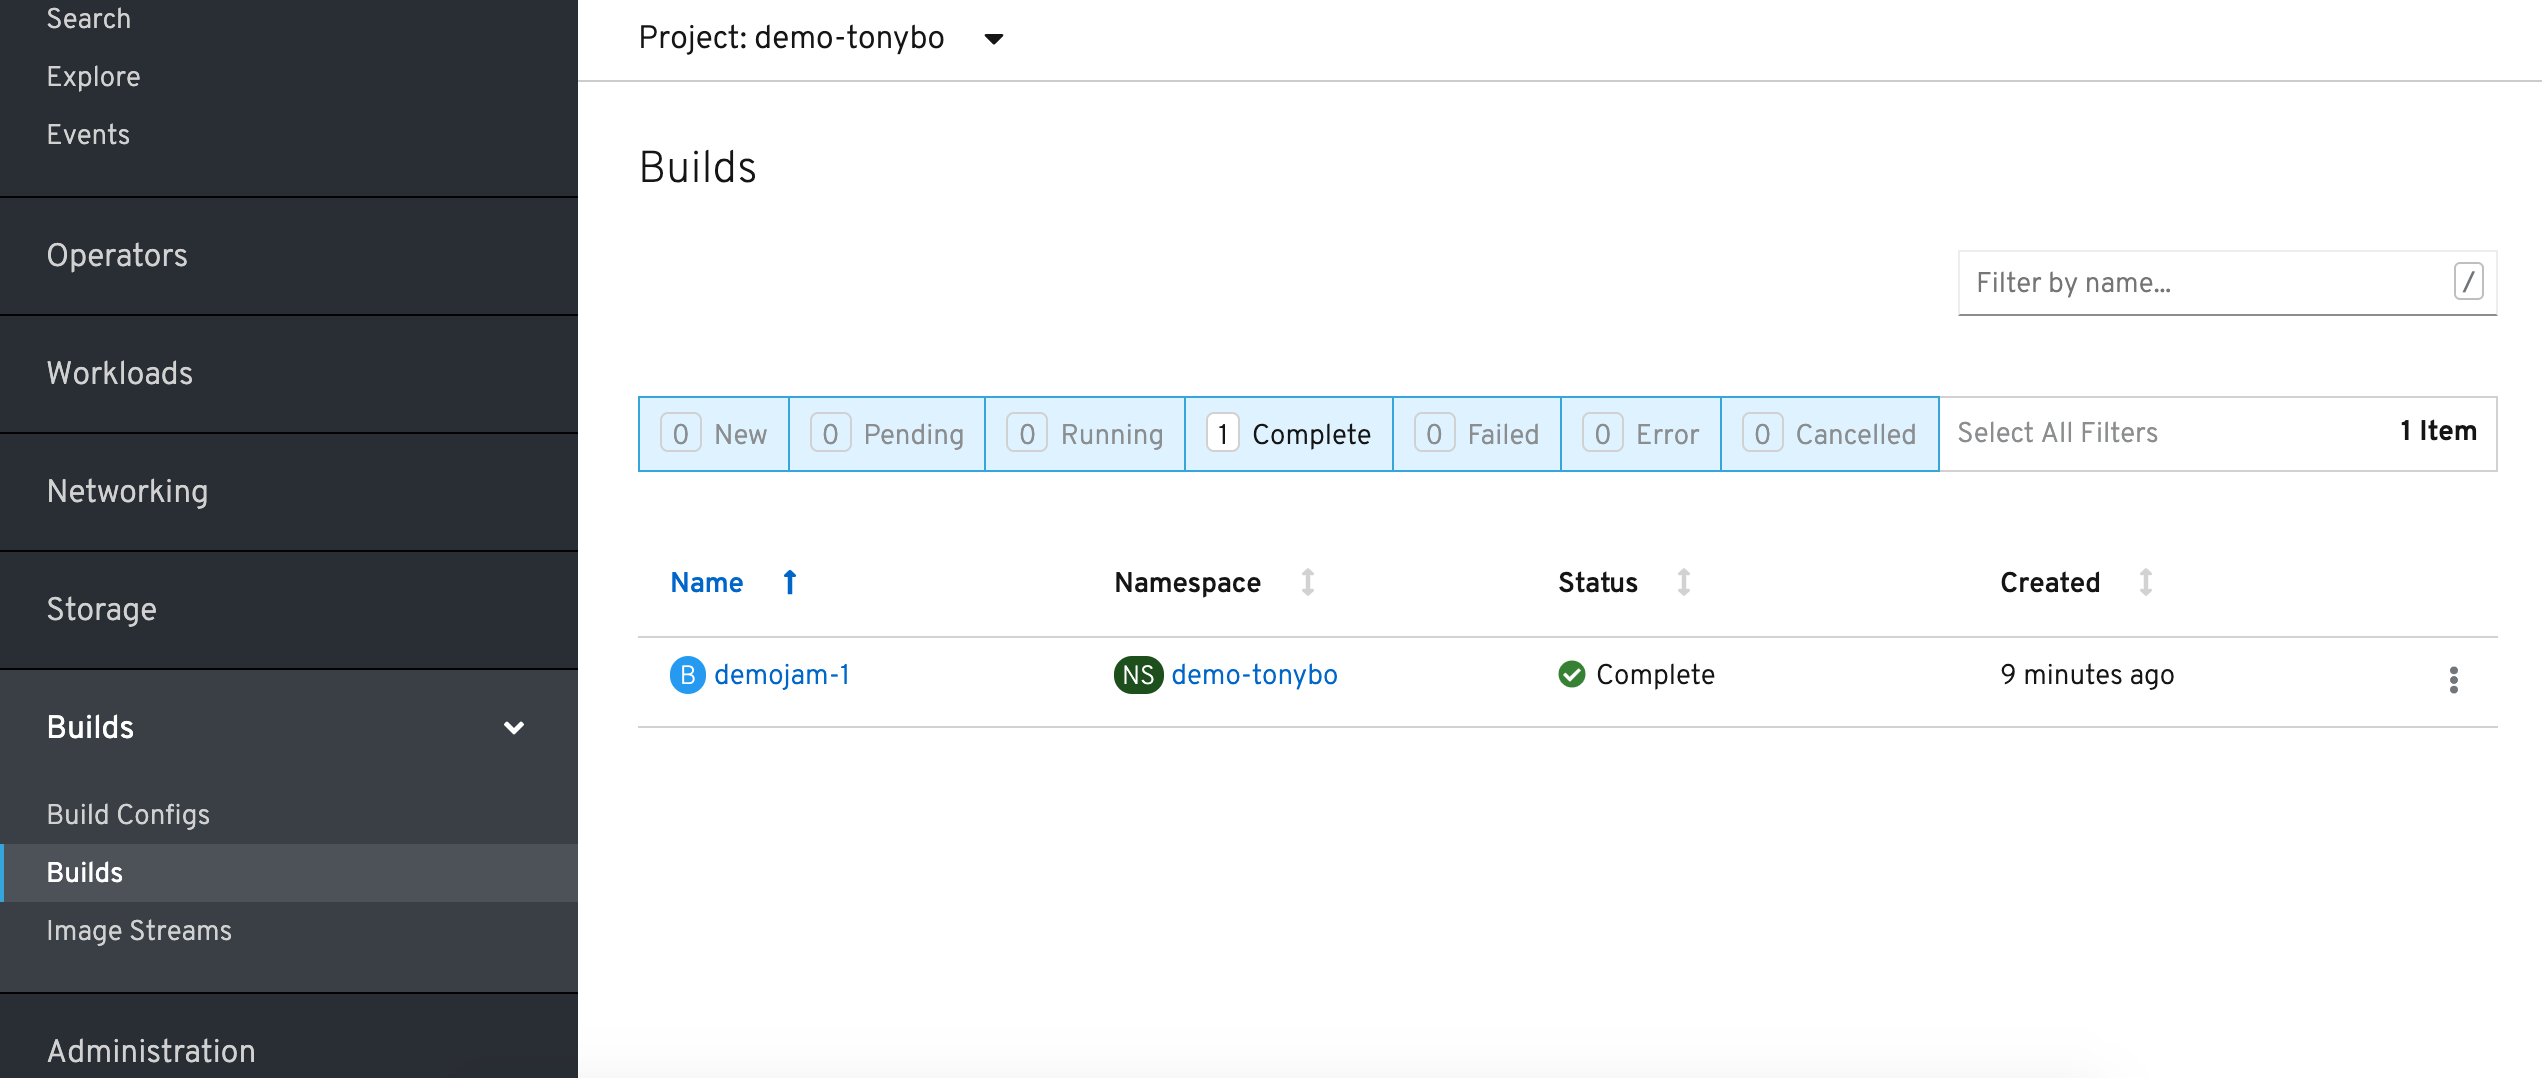 Search
Explore
Events
Operators
Workloads
Networking
Storage
Builds
Build Configs
Builds
Image Streams
Administration
Project: demo-tonybo
Builds
Filter by name...
/
0 New 0 Pending 0 Running 1 Complete 0 Failed 0 Error 0 Cancelled Select All Filters 1 Item
Name Namespace Status Created
B demojam-1 NS demo-tonybo Complete 9 minutes ago